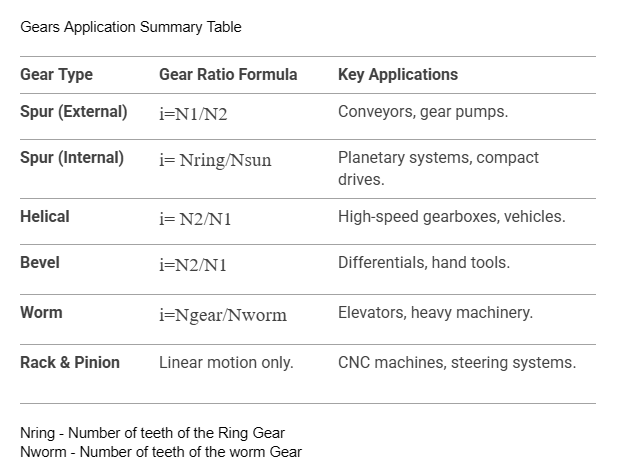 Gears Application Summary Table
Gear Type Gear Ratio Formula Key Applications
Spur (External) i=N1/N2 Conveyors, gear pumps.
Spur (Internal) i= Nring/Nsun Planetary systems, compact
drives.
Helical i= N2/N1 High-speed gearboxes, vehicles.
Bevel i=N2/N1 Differentials, hand tools.
Worm i=Ngear/Nworm Elevators, heavy machinery.
Rack & Pinion Linear motion only. CNC machines, steering systems.
Nring - Number of teeth of the Ring Gear
Nworm - Number of teeth of the worm Gear